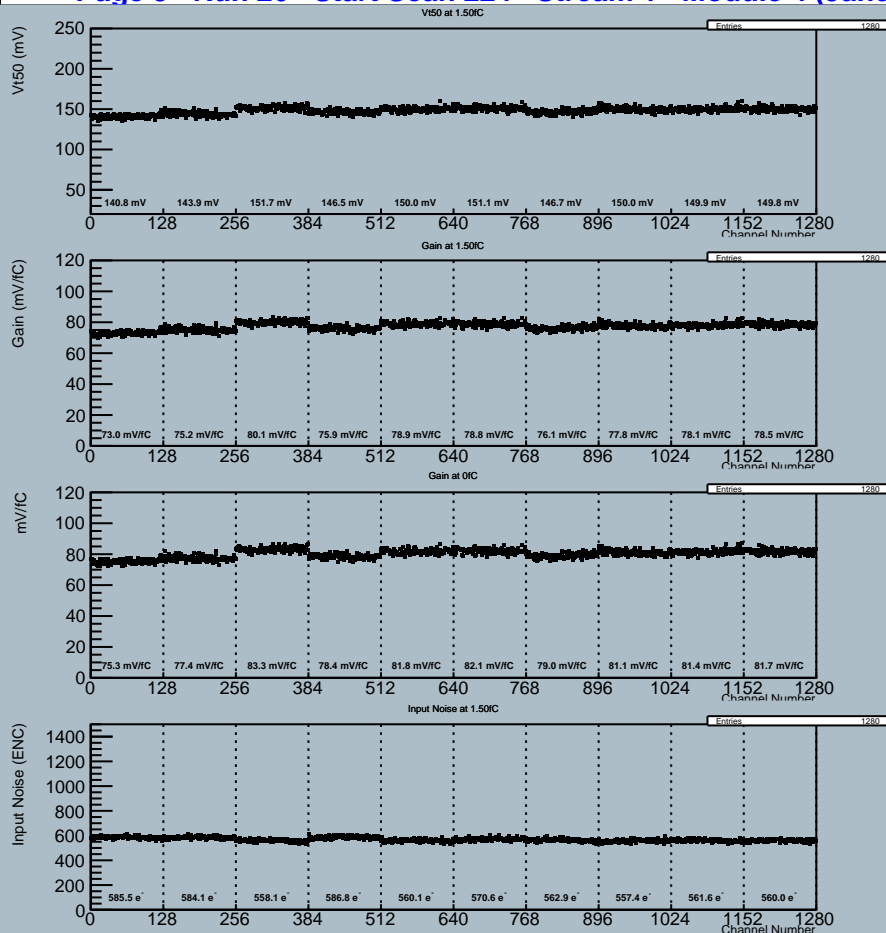 Vt50 at 1.50fC
Entries 1280
Vt50 (mV)
250
200
150
100
50
140.8 mV 143.9 mV 151.7 mV 146.5 mV 150.0 mV 151.1 mV 146.7 mV 150.0 mV 149.9 mV 149.8 mV
0 128 256 384 512 640 768 896 1024 1152 1280
Channel Number
Gain at 1.50fC
Entries 1280
Gain (mV/fC)
120
100
80
60
40
20
0
73.0 mV/fC 75.2 mV/fC 80.1 mV/fC 75.9 mV/fC 78.9 mV/fC 78.8 mV/fC 76.1 mV/fC 77.8 mV/fC 78.1 mV/fC 78.5 mV/fC
0 128 256 384 512 640 768 896 1024 1152 1280
Channel Number
Gain at 0fC
Entries 1280
mV/fC
120
100
80
60
40
20
0
75.3 mV/fC 77.4 mV/fC 83.3 mV/fC 78.4 mV/fC 81.8 mV/fC 82.1 mV/fC 79.0 mV/fC 81.1 mV/fC 81.4 mV/fC 81.7 mV/fC
0 128 256 384 512 640 768 896 1024 1152 1280
Channel Number
Input Noise at 1.50fC
Entries 1280
Input Noise (ENC)
1400
1200
1000
800
600
400
200
0
585.5 e⁻ 584.1 e⁻ 558.1 e⁻ 586.8 e⁻ 560.1 e⁻ 570.6 e⁻ 562.9 e⁻ 557.4 e⁻ 561.6 e⁻ 560.0 e⁻
0 128 256 384 512 640 768 896 1024 1152 1280
Channel Number